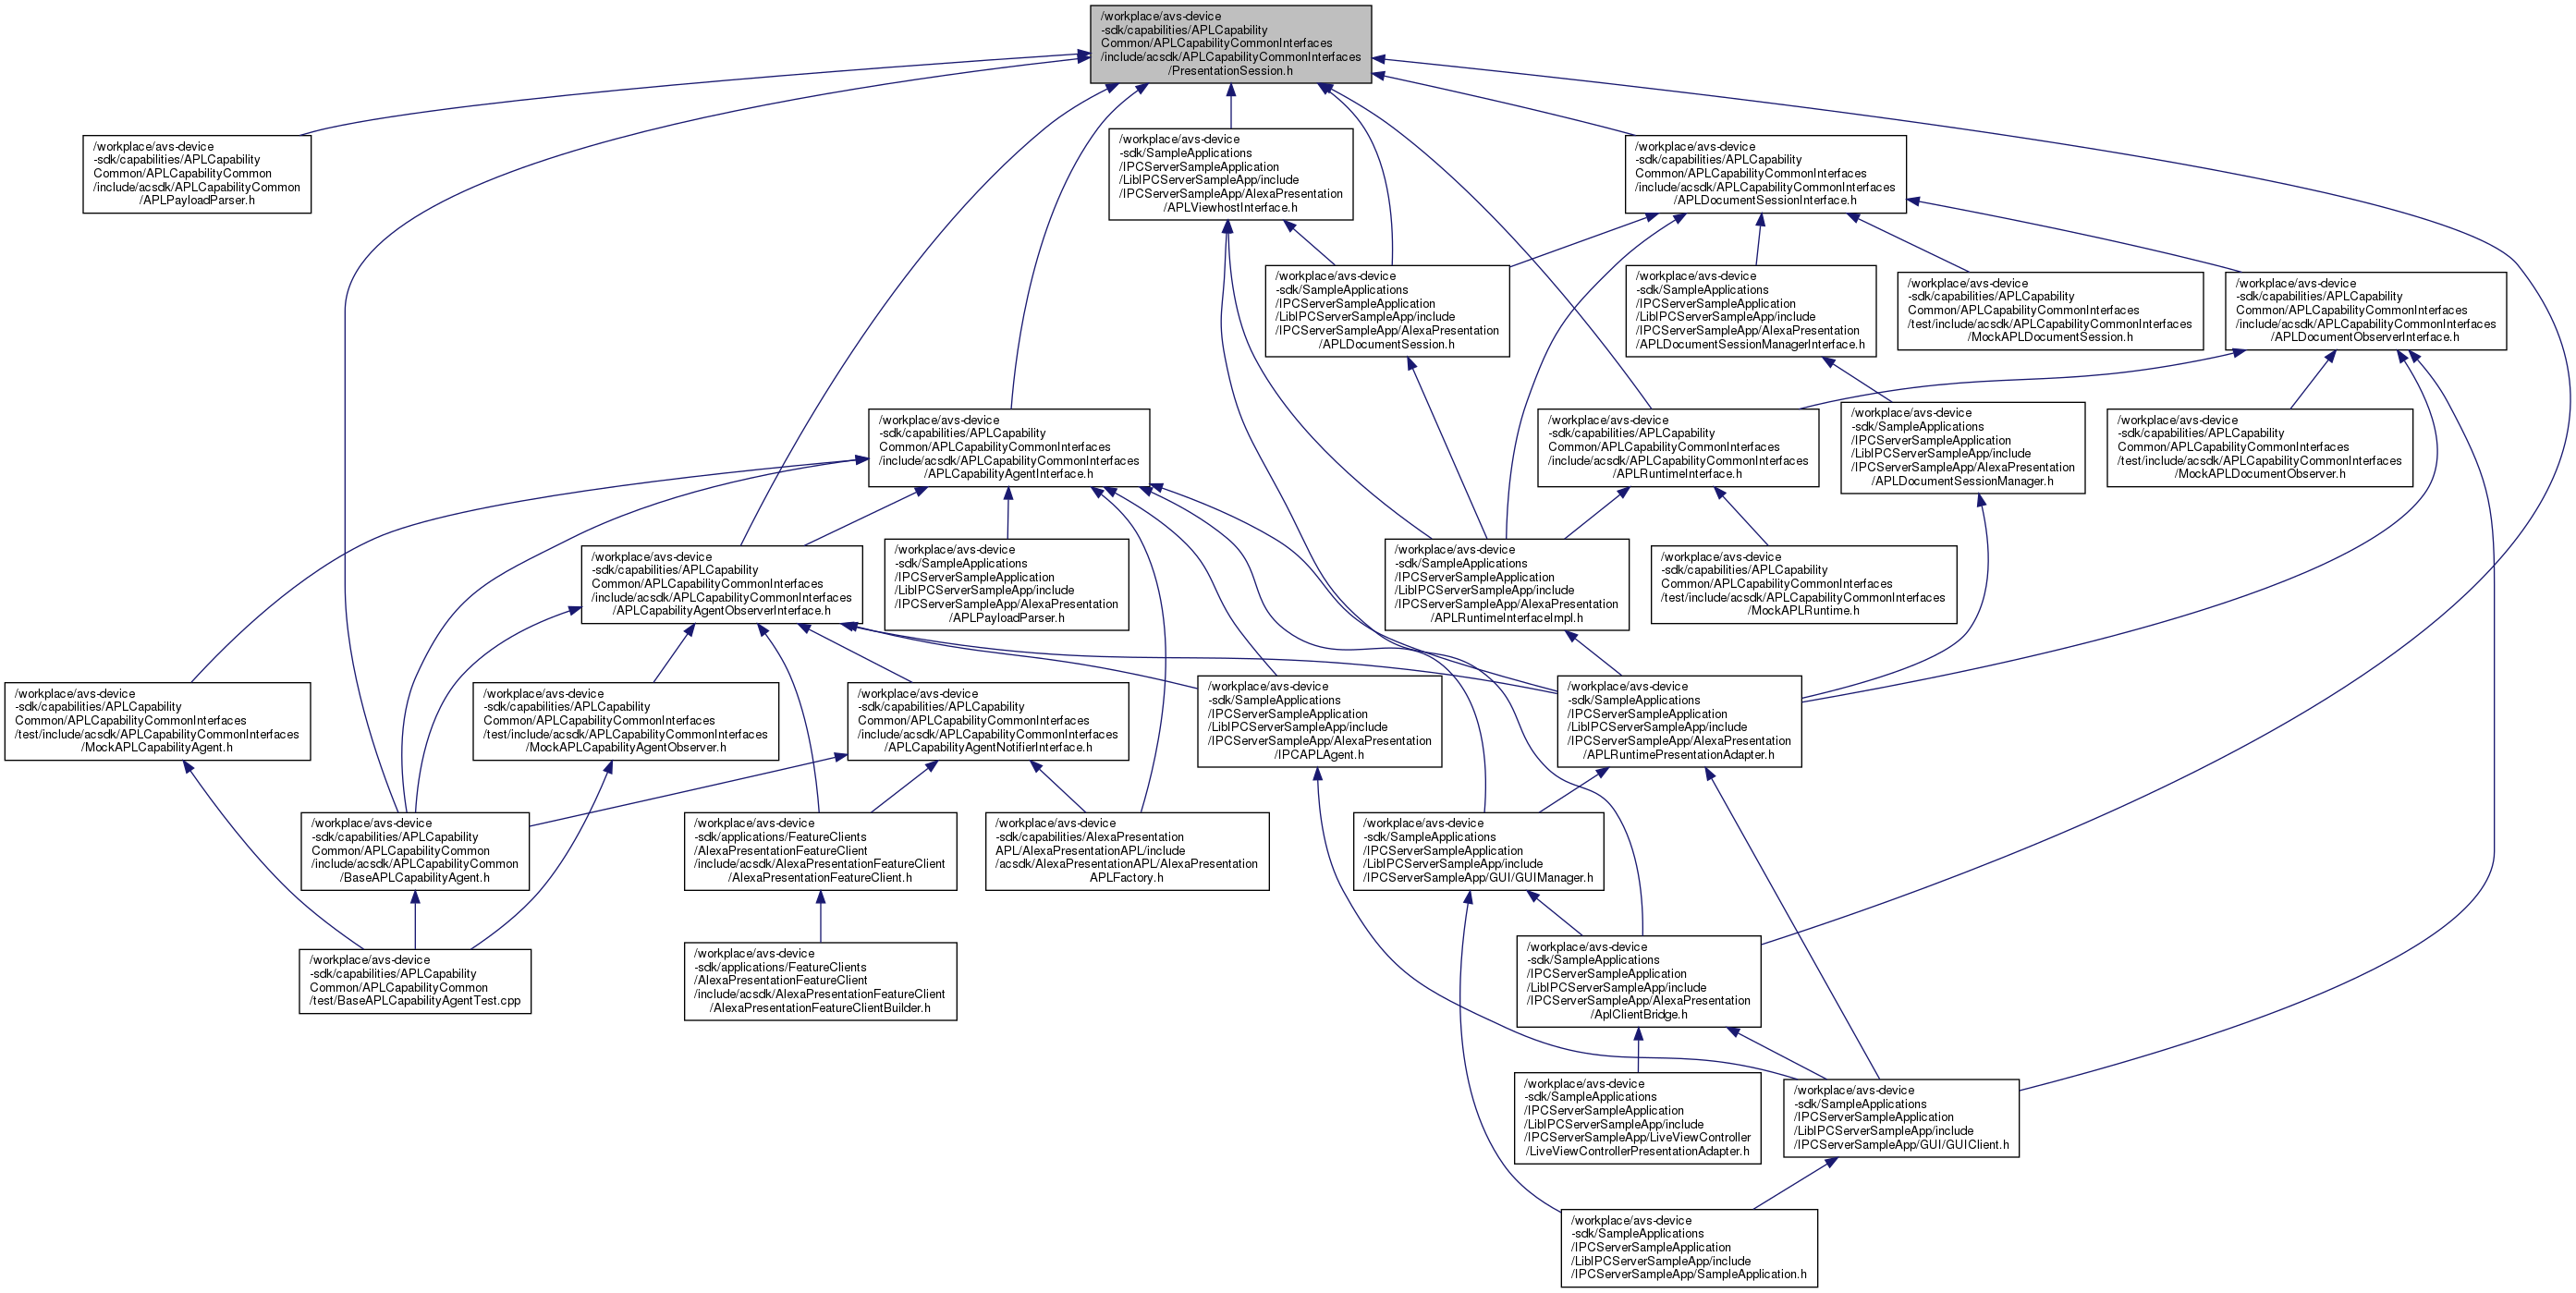 /workplace/avs-device
-sdk/capabilities/APLCapability
Common/APLCapabilityCommonInterfaces
/include/acsdk/APLCapabilityCommonInterfaces
/PresentationSession.h
/workplace/avs-device
-sdk/capabilities/APLCapability
Common/APLCapabilityCommon
/include/acsdk/APLCapabilityCommon
/APLPayloadParser.h
/workplace/avs-device
-sdk/SampleApplications
/IPCServerSampleApplication
/LibIPCServerSampleApp/include
/IPCServerSampleApp/AlexaPresentation
/APLViewhostInterface.h
/workplace/avs-device
-sdk/capabilities/APLCapability
Common/APLCapabilityCommonInterfaces
/include/acsdk/APLCapabilityCommonInterfaces
/APLDocumentSessionInterface.h
/workplace/avs-device
-sdk/SampleApplications
/IPCServerSampleApplication
/LibIPCServerSampleApp/include
/IPCServerSampleApp/AlexaPresentation
/APLDocumentSession.h
/workplace/avs-device
-sdk/SampleApplications
/IPCServerSampleApplication
/LibIPCServerSampleApp/include
/IPCServerSampleApp/AlexaPresentation
/APLDocumentSessionManagerInterface.h
/workplace/avs-device
-sdk/capabilities/APLCapability
Common/APLCapabilityCommonInterfaces
/test/include/acsdk/APLCapabilityCommonInterfaces
/MockAPLDocumentSession.h
/workplace/avs-device
-sdk/capabilities/APLCapability
Common/APLCapabilityCommonInterfaces
/include/acsdk/APLCapabilityCommonInterfaces
/APLDocumentObserverInterface.h
/workplace/avs-device
-sdk/capabilities/APLCapability
Common/APLCapabilityCommonInterfaces
/include/acsdk/APLCapabilityCommonInterfaces
/APLCapabilityAgentInterface.h
/workplace/avs-device
-sdk/capabilities/APLCapability
Common/APLCapabilityCommonInterfaces
/include/acsdk/APLCapabilityCommonInterfaces
/APLRuntimeInterface.h
/workplace/avs-device
-sdk/SampleApplications
/IPCServerSampleApplication
/LibIPCServerSampleApp/include
/IPCServerSampleApp/AlexaPresentation
/APLDocumentSessionManager.h
/workplace/avs-device
-sdk/capabilities/APLCapability
Common/APLCapabilityCommonInterfaces
/test/include/acsdk/APLCapabilityCommonInterfaces
/MockAPLDocumentObserver.h
/workplace/avs-device
-sdk/capabilities/APLCapability
Common/APLCapabilityCommonInterfaces
/include/acsdk/APLCapabilityCommonInterfaces
/APLCapabilityAgentObserverInterface.h
/workplace/avs-device
-sdk/SampleApplications
/IPCServerSampleApplication
/LibIPCServerSampleApp/include
/IPCServerSampleApp/AlexaPresentation
/APLPayloadParser.h
/workplace/avs-device
-sdk/SampleApplications
/IPCServerSampleApplication
/LibIPCServerSampleApp/include
/IPCServerSampleApp/AlexaPresentation
/APLRuntimeInterfaceImpl.h
/workplace/avs-device
-sdk/capabilities/APLCapability
Common/APLCapabilityCommonInterfaces
/test/include/acsdk/APLCapabilityCommonInterfaces
/MockAPLRuntime.h
/workplace/avs-device
-sdk/capabilities/APLCapability
Common/APLCapabilityCommonInterfaces
/test/include/acsdk/APLCapabilityCommonInterfaces
/MockAPLCapabilityAgent.h
/workplace/avs-device
-sdk/capabilities/APLCapability
Common/APLCapabilityCommonInterfaces
/test/include/acsdk/APLCapabilityCommonInterfaces
/MockAPLCapabilityAgentObserver.h
/workplace/avs-device
-sdk/capabilities/APLCapability
Common/APLCapabilityCommonInterfaces
/include/acsdk/APLCapabilityCommonInterfaces
/APLCapabilityAgentNotifierInterface.h
/workplace/avs-device
-sdk/SampleApplications
/IPCServerSampleApplication
/LibIPCServerSampleApp/include
/IPCServerSampleApp/AlexaPresentation
/IPCAPLAgent.h
/workplace/avs-device
-sdk/SampleApplications
/IPCServerSampleApplication
/LibIPCServerSampleApp/include
/IPCServerSampleApp/AlexaPresentation
/APLRuntimePresentationAdapter.h
/workplace/avs-device
-sdk/capabilities/APLCapability
Common/APLCapabilityCommon
/include/acsdk/APLCapabilityCommon
/BaseAPLCapabilityAgent.h
/workplace/avs-device
-sdk/applications/FeatureClients
/AlexaPresentationFeatureClient
/include/acsdk/AlexaPresentationFeatureClient
/AlexaPresentationFeatureClient.h
/workplace/avs-device
-sdk/capabilities/AlexaPresentation
APL/AlexaPresentationAPL/include
/acsdk/AlexaPresentationAPL/AlexaPresentation
APLFactory.h
/workplace/avs-device
-sdk/SampleApplications
/IPCServerSampleApplication
/LibIPCServerSampleApp/include
/IPCServerSampleApp/GUI/GUIManager.h
/workplace/avs-device
-sdk/capabilities/APLCapability
Common/APLCapabilityCommon
/test/BaseAPLCapabilityAgentTest.cpp
/workplace/avs-device
-sdk/applications/FeatureClients
/AlexaPresentationFeatureClient
/include/acsdk/AlexaPresentationFeatureClient
/AlexaPresentationFeatureClientBuilder.h
/workplace/avs-device
-sdk/SampleApplications
/IPCServerSampleApplication
/LibIPCServerSampleApp/include
/IPCServerSampleApp/AlexaPresentation
/AplClientBridge.h
/workplace/avs-device
-sdk/SampleApplications
/IPCServerSampleApplication
/LibIPCServerSampleApp/include
/IPCServerSampleApp/LiveViewController
/LiveViewControllerPresentationAdapter.h
/workplace/avs-device
-sdk/SampleApplications
/IPCServerSampleApplication
/LibIPCServerSampleApp/include
/IPCServerSampleApp/GUI/GUIClient.h
/workplace/avs-device
-sdk/SampleApplications
/IPCServerSampleApplication
/LibIPCServerSampleApp/include
/IPCServerSampleApp/SampleApplication.h